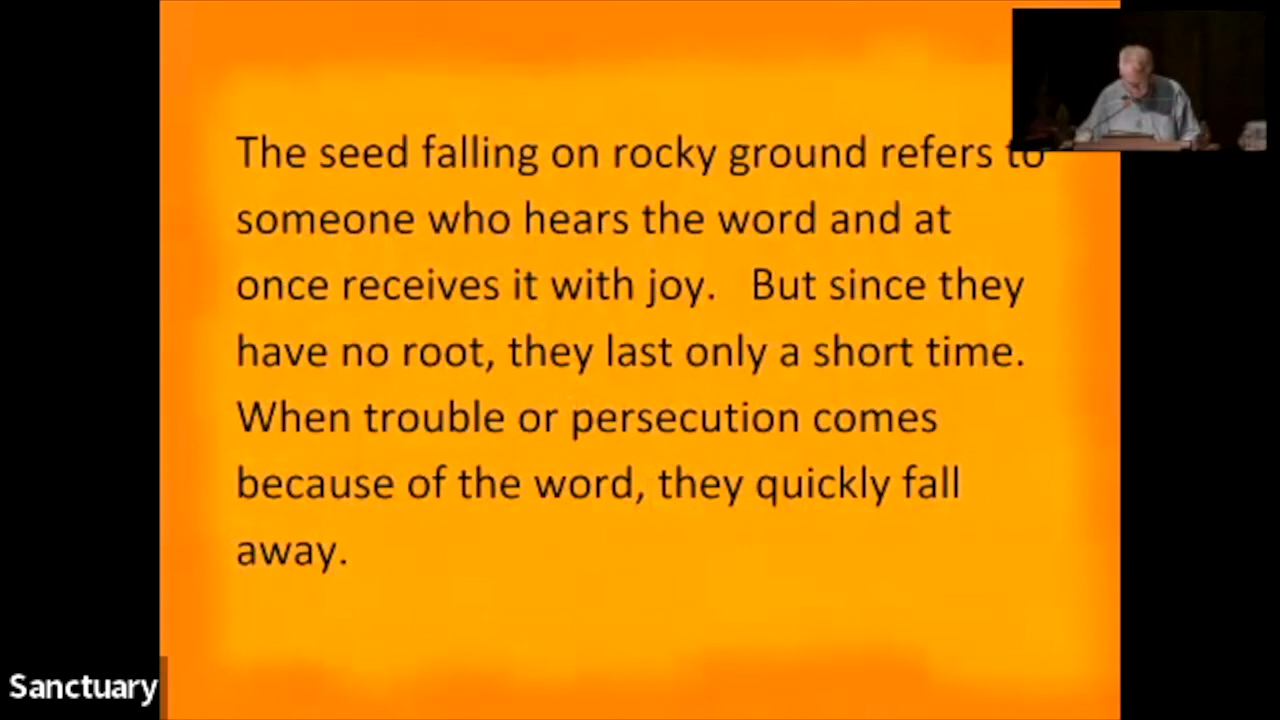 The seed falling on rocky ground refers to
someone who hears the word and at
once receives it with joy.   But since they
have no root, they last only a short time.
When trouble or persecution comes
because of the word, they quickly fall
away.
Sanctuary